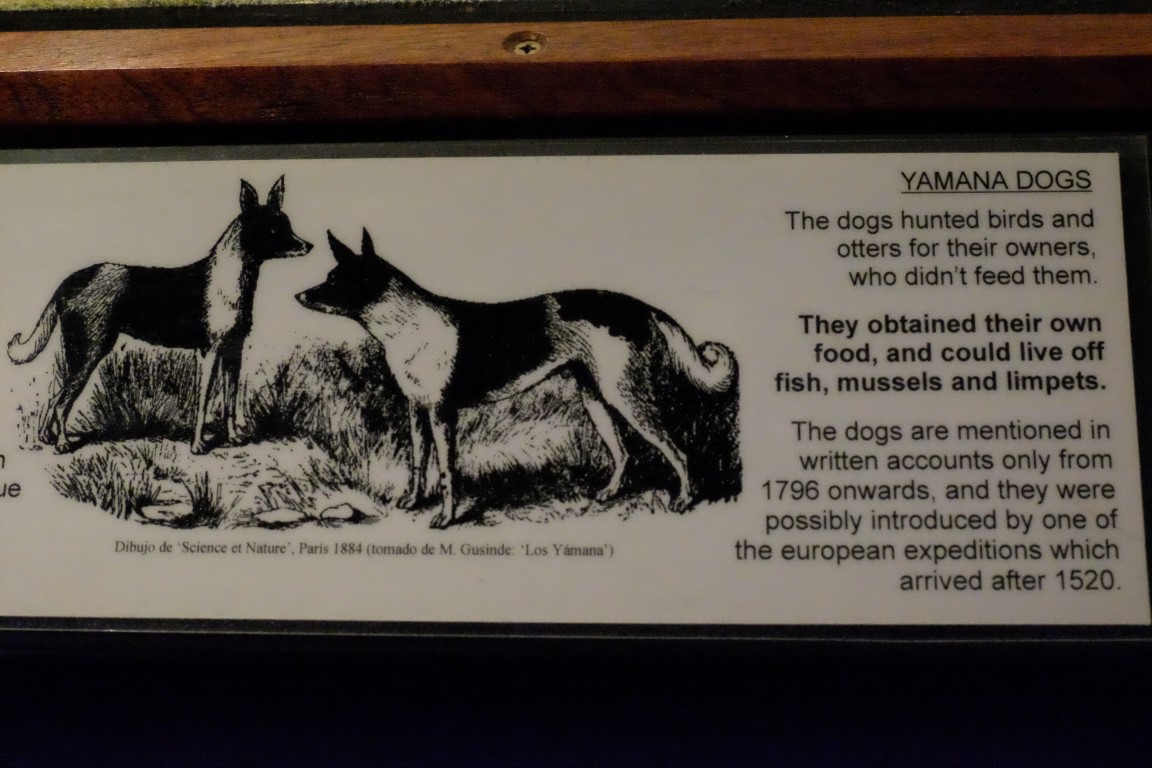 YAMANA DOGS
The dogs hunted birds and
otters for their owners,
who didn't feed them.
They obtained their own
food, and could live off
fish, mussels and limpets.
The dogs are mentioned in
written accounts only from
1796 onwards, and they were
possibly introduced by one of
the european expeditions which
arrived after 1520.
Dibujo de 'Science et Nature', París 1884 (tomado de M. Gusinde: 'Los Yámana')